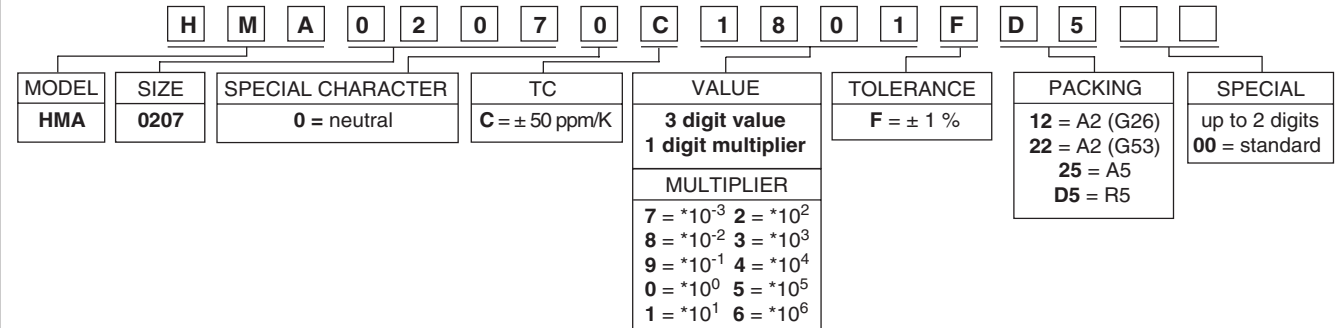 H M A 0 2 0 7 0 C 1 8 0 1 F D 5
MODEL
HMA
SIZE
0207
SPECIAL CHARACTER
0 = neutral
TC
C = ± 50 ppm/K
VALUE
3 digit value
1 digit multiplier
MULTIPLIER
7 = *10⁻³ 2 = *10²
8 = *10⁻² 3 = *10³
9 = *10⁻¹ 4 = *10⁴
0 = *10⁰ 5 = *10⁵
1 = *10¹ 6 = *10⁶
TOLERANCE
F = ± 1 %
PACKING
12 = A2 (G26)
22 = A2 (G53)
25 = A5
D5 = R5
SPECIAL
up to 2 digits
00 = standard